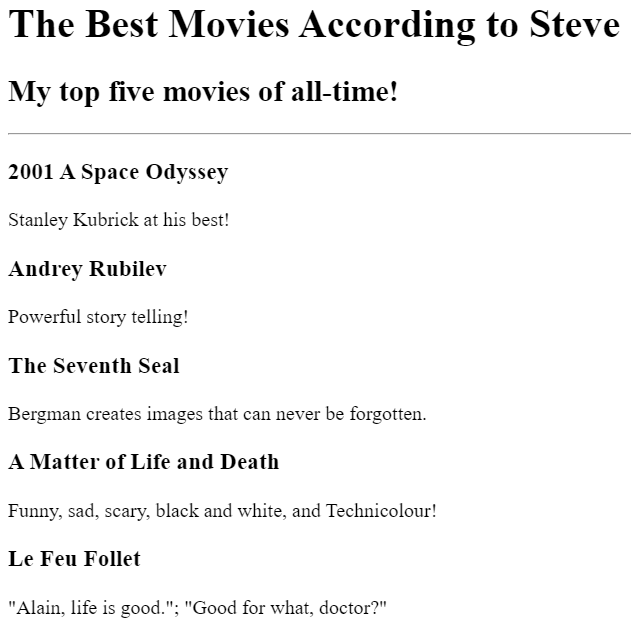 The Best Movies According to Steve
My top five movies of all-time!
2001 A Space Odyssey
Stanley Kubrick at his best!
Andrey Rubilev
Powerful story telling!
The Seventh Seal
Bergman creates images that can never be forgotten.
A Matter of Life and Death
Funny, sad, scary, black and white, and Technicolour!
Le Feu Follet
"Alain, life is good."; "Good for what, doctor?"